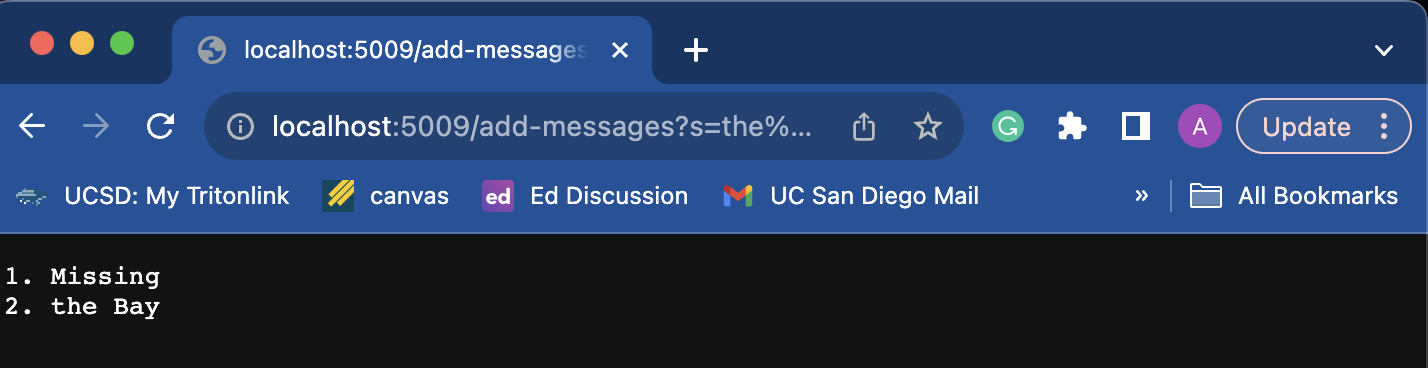 localhost:5009/add-messages
localhost:5009/add-messages?s=the%...
G
A
Update
UCSD: My Tritonlink
canvas
ed
Ed Discussion
UC San Diego Mail
»
All Bookmarks
1. Missing
2. the Bay